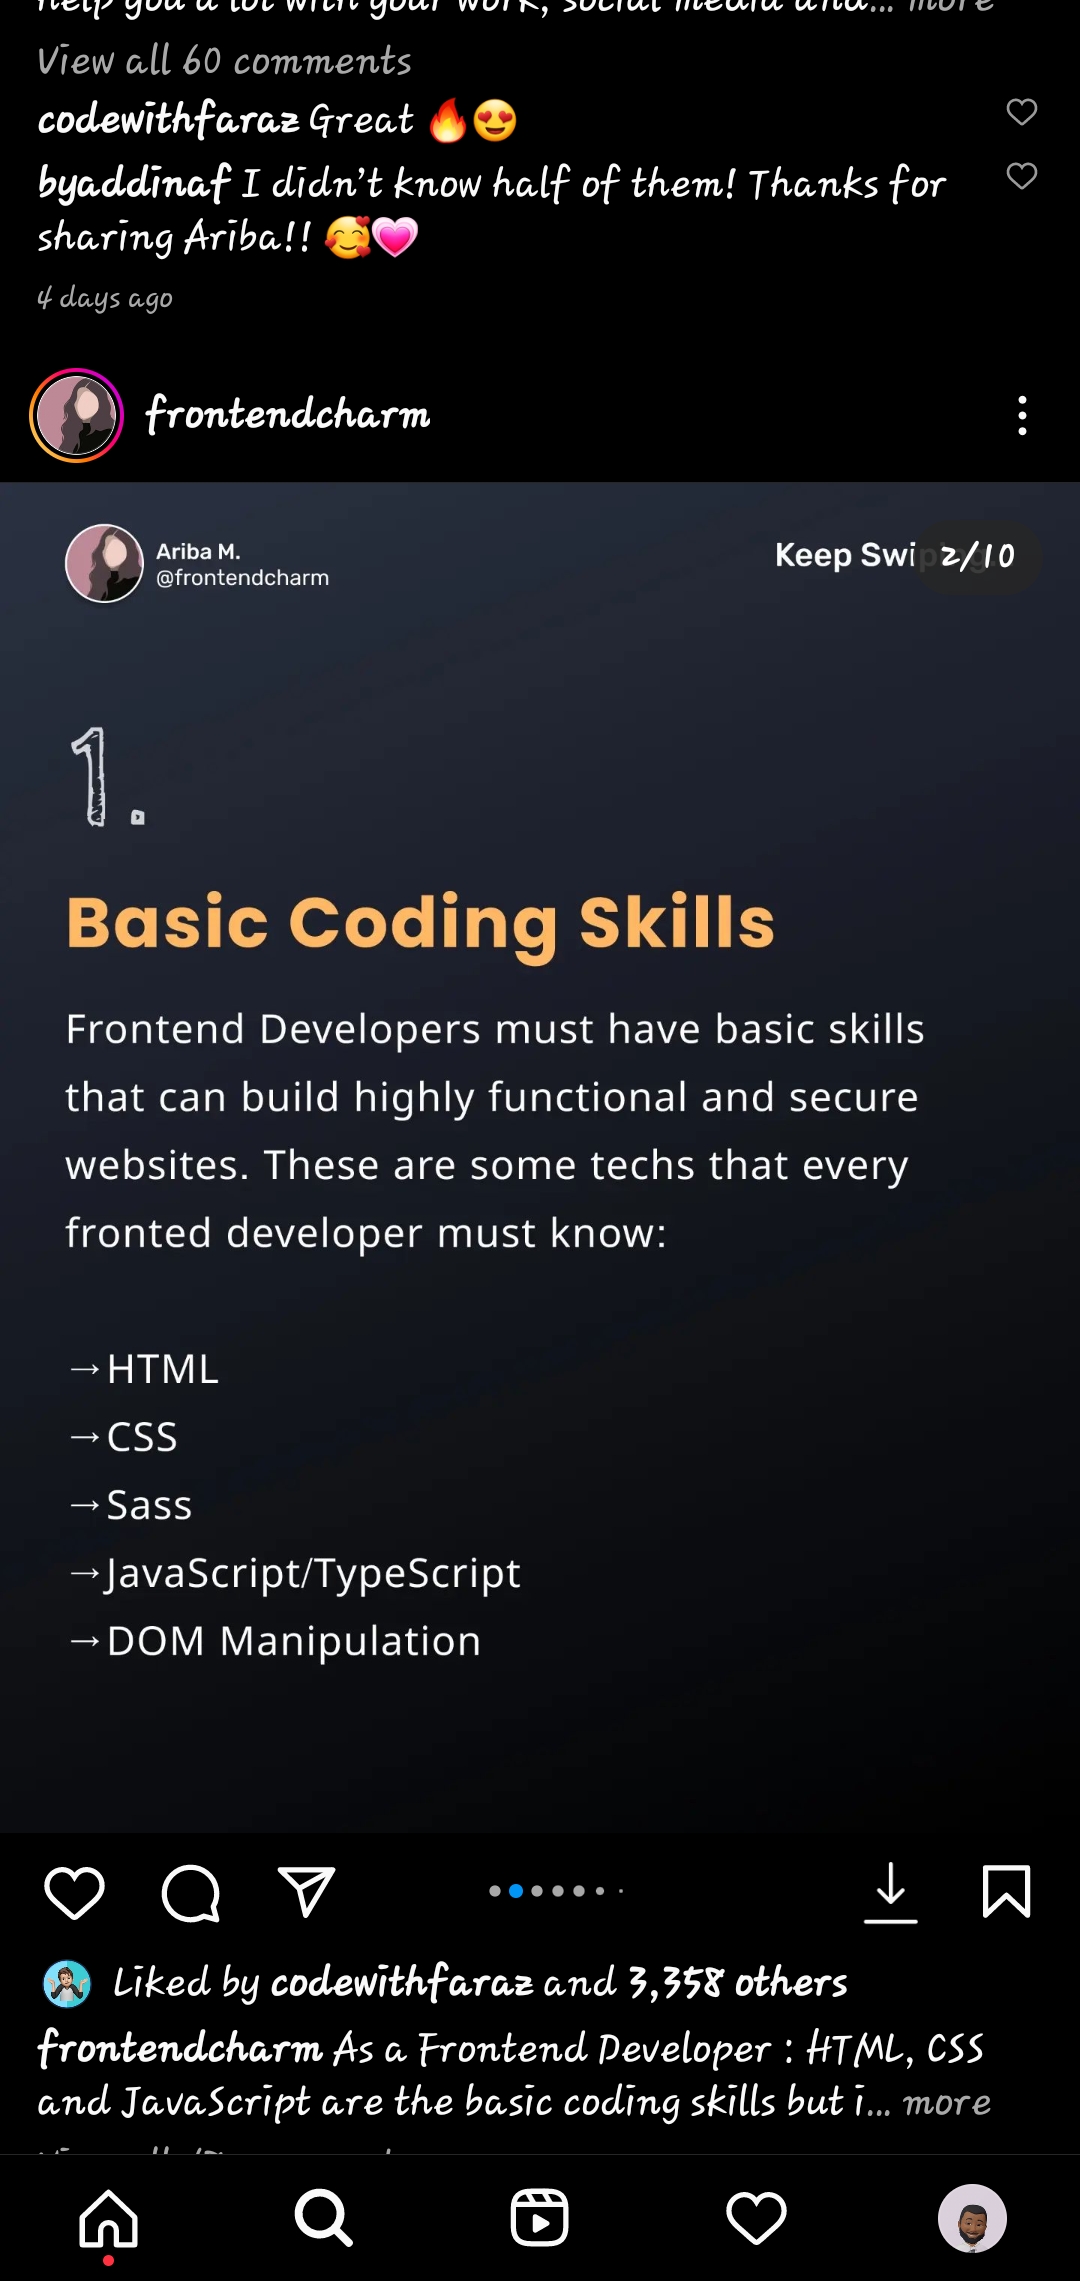 help you a lot with your work, social media and... more
View all 60 comments
codewithfaraz Great 🔥😍
byaddinaf I didn't know half of them! Thanks for
sharing Ariba!! 🥰💗
4 days ago
frontendcharm
Ariba M.
@frontendcharm
Keep Swiping
2/10
1.
Basic Coding Skills
Frontend Developers must have basic skills
that can build highly functional and secure
websites. These are some techs that every
fronted developer must know:
→HTML
→CSS
→Sass
→JavaScript/TypeScript
→DOM Manipulation
Liked by codewithfaraz and 3,358 others
frontendcharm As a Frontend Developer : HTML, CSS
and JavaScript are the basic coding skills but i... more